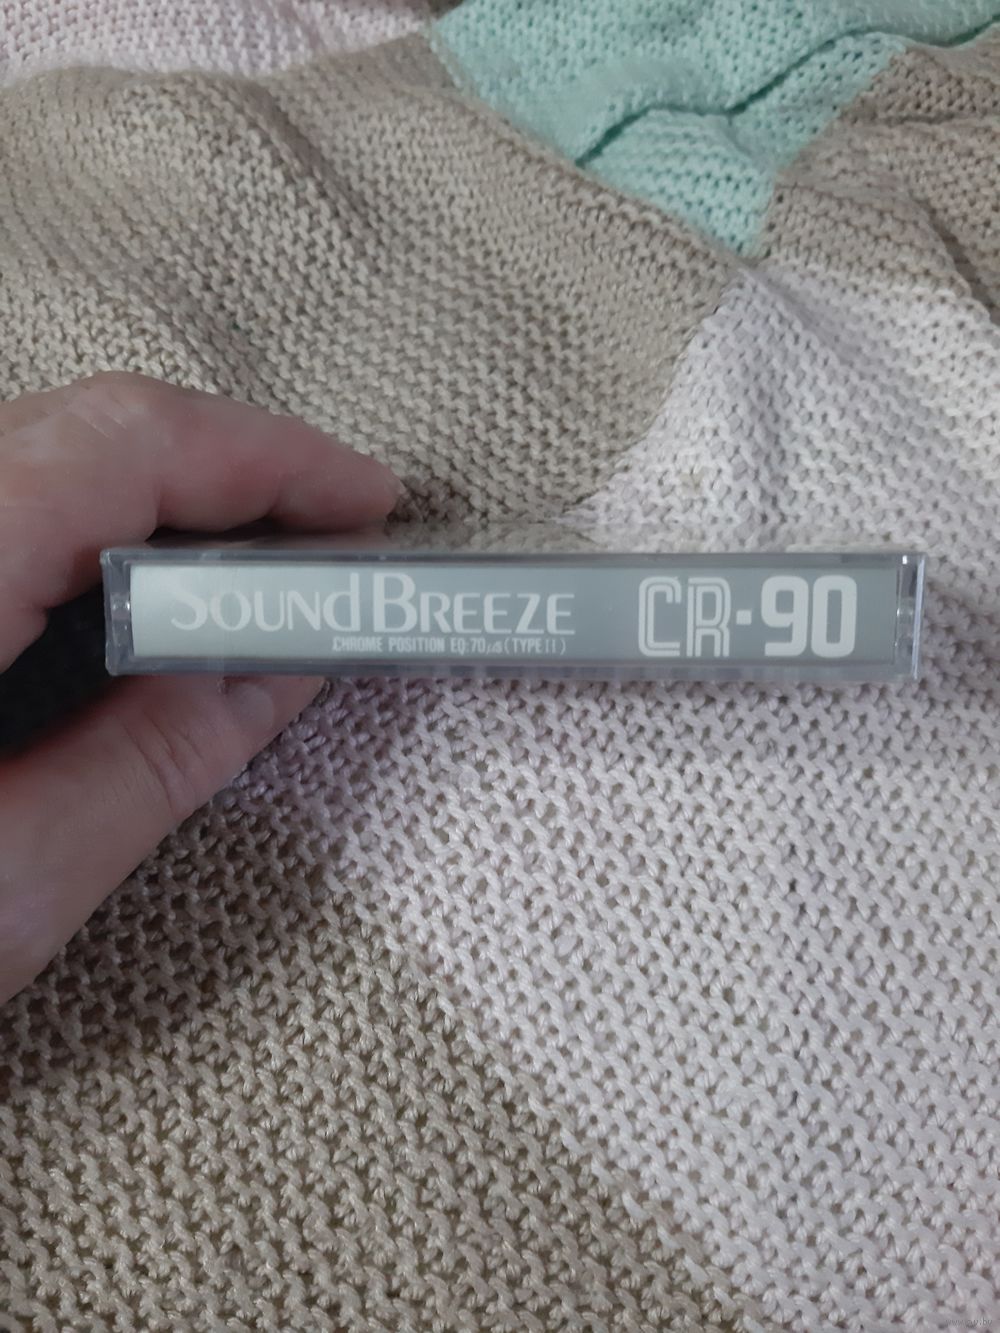 SOUND BREEZE
CHROME POSITION EQ:70μs (TYPE II)
CR·90